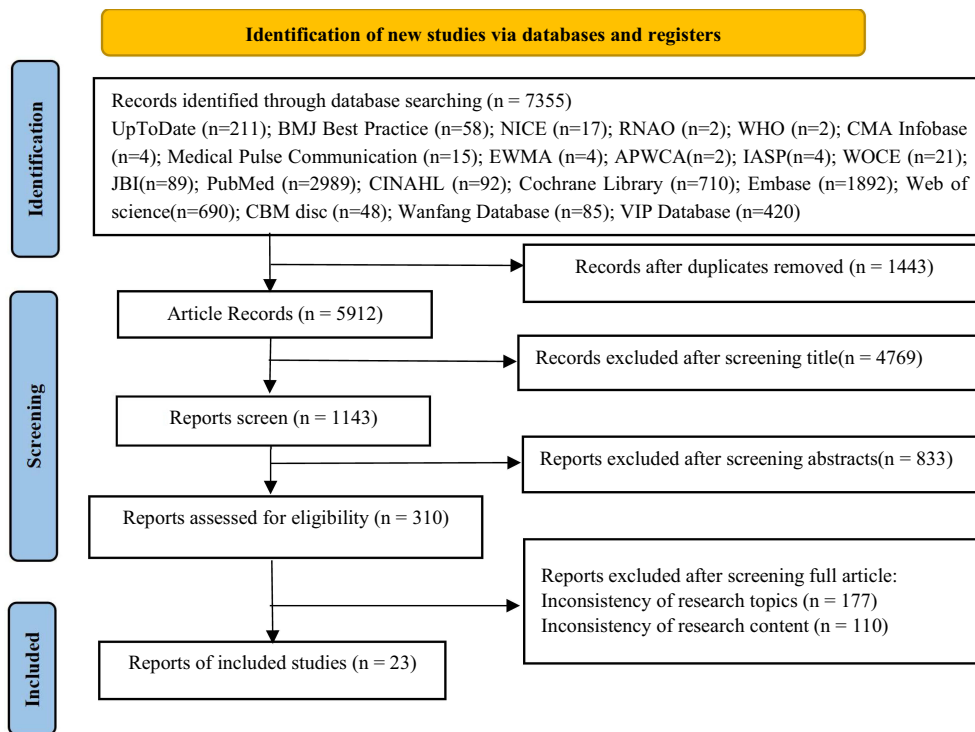 Identification of new studies via databases and registers
Identification
Records identified through database searching (n = 7355)
UpToDate (n=211); BMJ Best Practice (n=58); NICE (n=17); RNAO (n=2); WHO (n=2); CMA Infobase
(n=4); Medical Pulse Communication (n=15); EWMA (n=4); APWCA(n=2); IASP(n=4); WOCE (n=21);
JBI(n=89); PubMed (n=2989); CINAHL (n=92); Cochrane Library (n=710); Embase (n=1892); Web of
science(n=690); CBM disc (n=48); Wanfang Database (n=85); VIP Database (n=420)
Records after duplicates removed (n = 1443)
Screening
Article Records (n = 5912)
Records excluded after screening title(n = 4769)
Reports screen (n = 1143)
Reports excluded after screening abstracts(n = 833)
Reports assessed for eligibility (n = 310)
Reports excluded after screening full article:
Inconsistency of research topics (n = 177)
Inconsistency of research content (n = 110)
Included
Reports of included studies (n = 23)